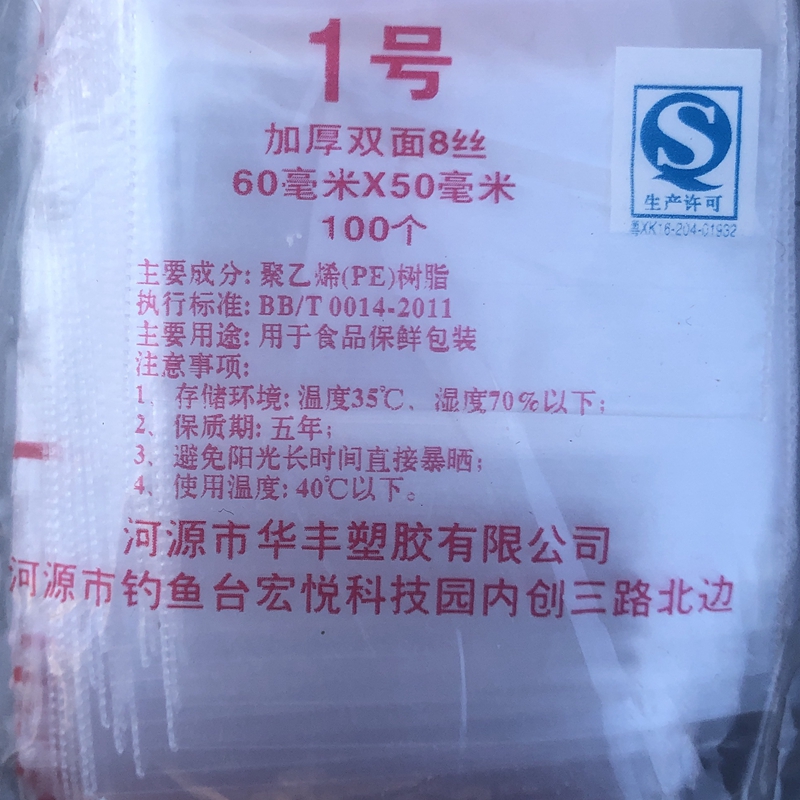 1号
加厚双面8丝
60毫米X50毫米
100个
生产许可
粤XK16-204-01932
主要成分: 聚乙烯(PE)树脂
执行标准: BB/T 0014-2011
主要用途: 用于食品保鲜包装
注意事项:
1、存储环境: 温度35℃、湿度70%以下;
2、保质期: 五年;
3、避免阳光长时间直接暴晒;
4、使用温度: 40℃以下。
河源市华丰塑胶有限公司
河源市钓鱼台宏悦科技园内创三路北边